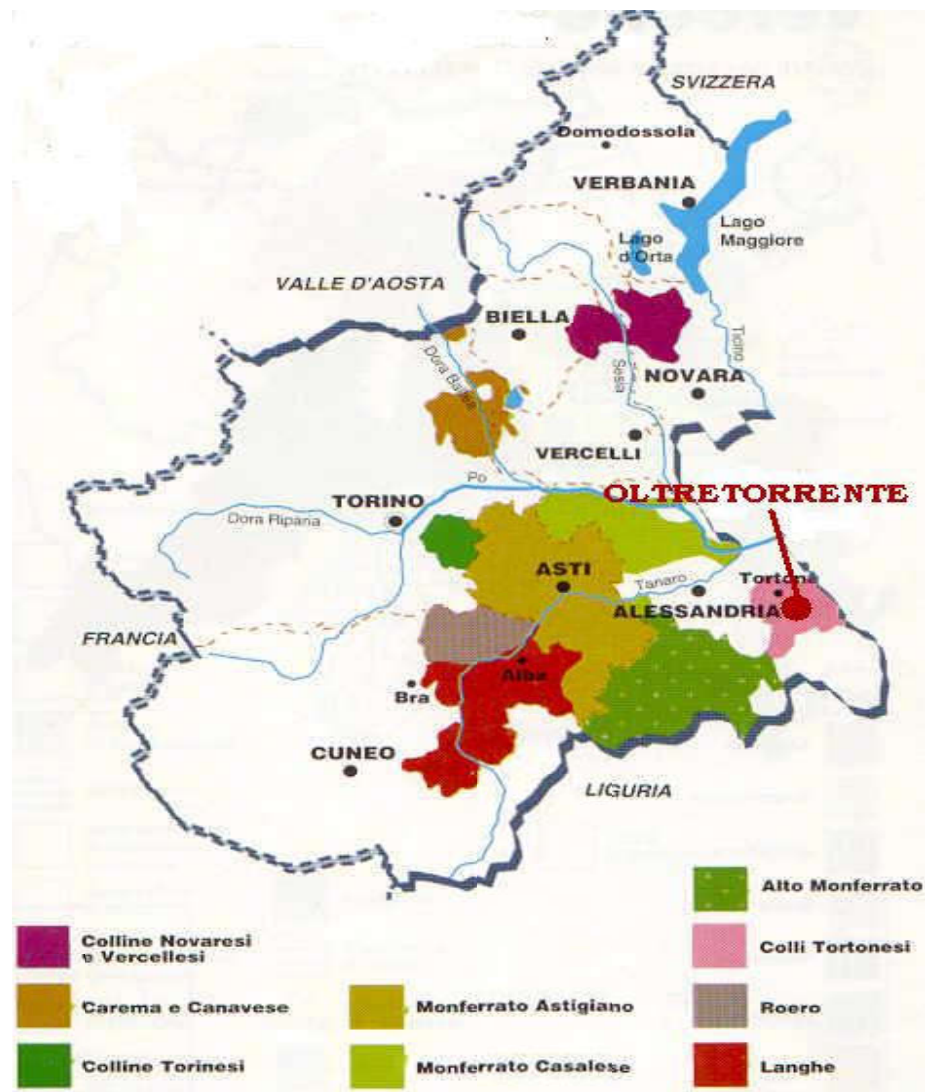 SVIZZERA
Domodossola
VERBANIA
Lago
Maggiore
Lago
d'Orta
VALLE D'AOSTA
BIELLA
Ticino
Dora Baltea
Sesia
NOVARA
VERCELLI
Po
OLTRETORRENTE
TORINO
Dora Riparia
ASTI
Tanaro
Tortona
ALESSANDRIA
FRANCIA
Alba
Bra
CUNEO
LIGURIA
Alto Monferrato
Colline Novaresi
e Vercellesi
Colli Tortonesi
Carema e Canavese
Monferrato Astigiano
Roero
Colline Torinesi
Monferrato Casalese
Langhe